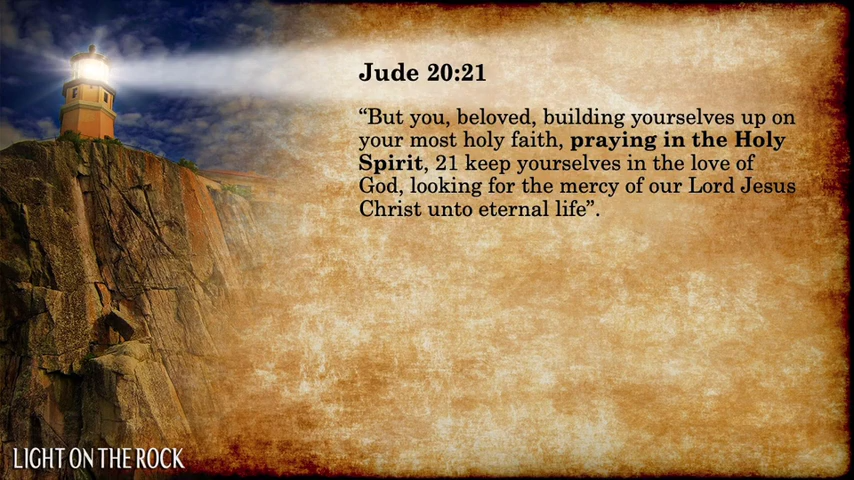 Jude 20:21
“But you, beloved, building yourselves up on
your most holy faith, praying in the Holy
Spirit, 21 keep yourselves in the love of
God, looking for the mercy of our Lord Jesus
Christ unto eternal life”.
LIGHT ON THE ROCK